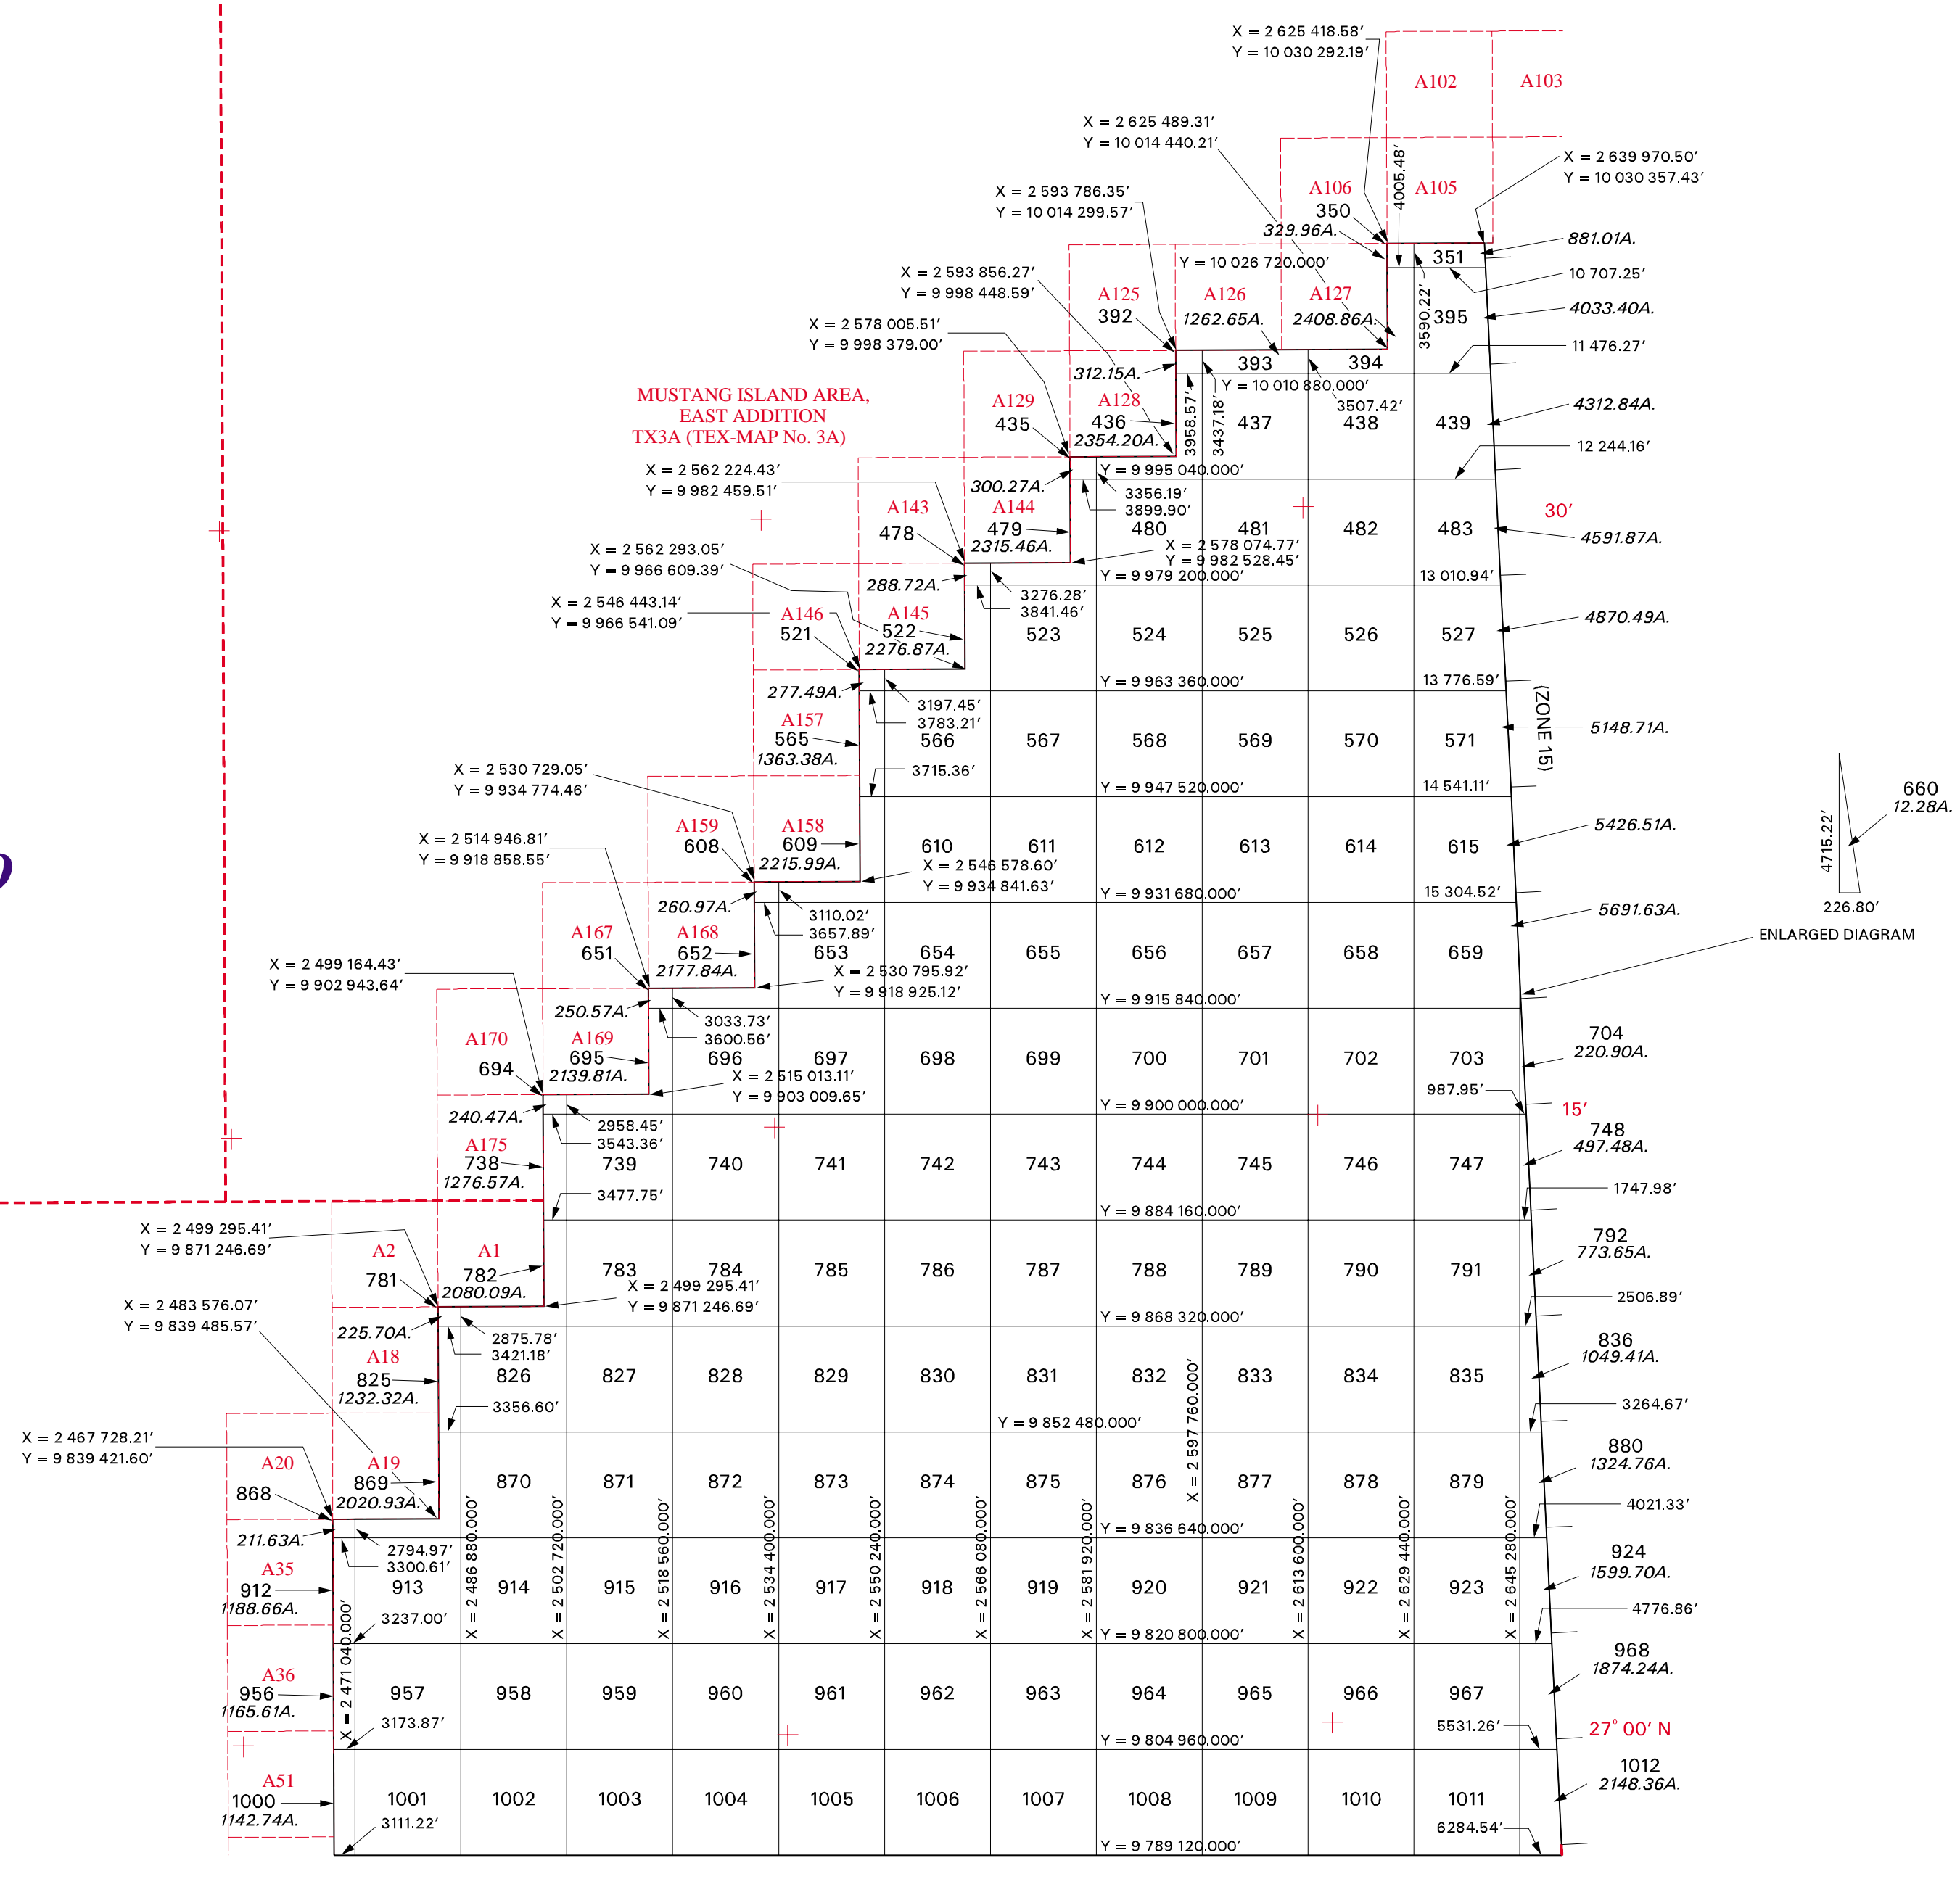 X = 2 625 418.58′
Y = 10 030 292.19′
A102
A103
X = 2 625 489.31′
Y = 10 014 440.21′
4005.48′
X = 2 639 970.50′
Y = 10 030 357.43′
X = 2 593 786.35′
Y = 10 014 299.57′
A106
A105
350
329.96A.
881.01A.
351
Y = 10 026 720.000′
10 707.25′
X = 2 593 856.27′
Y = 9 998 448.59′
A125
A126
A127
392
1262.65A.
2408.86A.
3590.22′
395
4033.40A.
X = 2 578 005.51′
Y = 9 998 379.00′
11 476.27′
393
394
312.15A.
Y = 10 010 880.000′
MUSTANG ISLAND AREA,
EAST ADDITION
TX3A (TEX-MAP No. 3A)
A129
A128
435
436
2354.20A.
3958.57′
3437.18′
3507.42′
437
438
439
4312.84A.
12 244.16′
X = 2 562 224.43′
Y = 9 982 459.51′
Y = 9 995 040.000′
300.27A.
3356.19′
3899.90′
A143
A144
478
479
2315.46A.
480
481
482
483
30′
4591.87A.
X = 2 578 074.77′
Y = 9 982 528.45′
X = 2 562 293.05′
Y = 9 966 609.39′
Y = 9 979 200.000′
13 010.94′
288.72A.
3276.28′
3841.46′
X = 2 546 443.14′
Y = 9 966 541.09′
A146
A145
521
522
2276.87A.
523
524
525
526
527
4870.49A.
Y = 9 963 360.000′
13 776.59′
277.49A.
3197.45′
3783.21′
(ZONE 15)
A157
565
1363.38A.
566
567
568
569
570
571
5148.71A.
X = 2 530 729.05′
Y = 9 934 774.46′
3715.36′
Y = 9 947 520.000′
14 541.11′
660
12.28A.
4715.22′
226.80′
ENLARGED DIAGRAM
X = 2 514 946.81′
Y = 9 918 858.55′
A159
A158
608
609
2215.99A.
610
611
612
613
614
615
5426.51A.
X = 2 546 578.60′
Y = 9 934 841.63′
Y = 9 931 680.000′
15 304.52′
260.97A.
3110.02′
3657.89′
5691.63A.
A167
A168
651
652
2177.84A.
653
654
655
656
657
658
659
X = 2 499 164.43′
Y = 9 902 943.64′
X = 2 530 795.92′
Y = 9 918 925.12′
Y = 9 915 840.000′
250.57A.
3033.73′
3600.56′
A170
A169
694
695
2139.81A.
696
697
698
699
700
701
702
703
704
220.90A.
X = 2 515 013.11′
Y = 9 903 009.65′
Y = 9 900 000.000′
987.95′
15′
240.47A.
2958.45′
3543.36′
A175
738
1276.57A.
739
740
741
742
743
744
745
746
747
748
497.48A.
3477.75′
1747.98′
Y = 9 884 160.000′
X = 2 499 295.41′
Y = 9 871 246.69′
A2
A1
781
782
2080.09A.
783
784
785
786
787
788
789
790
791
792
773.65A.
X = 2 499 295.41′
Y = 9 871 246.69′
X = 2 483 576.07′
Y = 9 839 485.57′
Y = 9 868 320.000′
2506.89′
225.70A.
2875.78′
3421.18′
A18
825
1232.32A.
826
827
828
829
830
831
832
833
834
835
836
1049.41A.
3356.60′
3264.67′
Y = 9 852 480.000′
X = 2 467 728.21′
Y = 9 839 421.60′
A20
A19
868
869
2020.93A.
870
871
872
873
874
875
876
877
878
879
880
1324.76A.
Y = 9 836 640.000′
4021.33′
211.63A.
2794.97′
3300.61′
X = 2 471 040.000′
X = 2 486 880.000′
X = 2 502 720.000′
X = 2 518 560.000′
X = 2 534 400.000′
X = 2 550 240.000′
X = 2 566 080.000′
X = 2 581 920.000′
X = 2 597 760.000′
X = 2 613 600.000′
X = 2 629 440.000′
X = 2 645 280.000′
A35
912
1188.66A.
913
914
915
916
917
918
919
920
921
922
923
924
1599.70A.
3237.00′
Y = 9 820 800.000′
4776.86′
A36
956
1165.61A.
957
958
959
960
961
962
963
964
965
966
967
968
1874.24A.
3173.87′
Y = 9 804 960.000′
5531.26′
27° 00′ N
A51
1000
1142.74A.
1001
1002
1003
1004
1005
1006
1007
1008
1009
1010
1011
1012
2148.36A.
3111.22′
Y = 9 789 120.000′
6284.54′